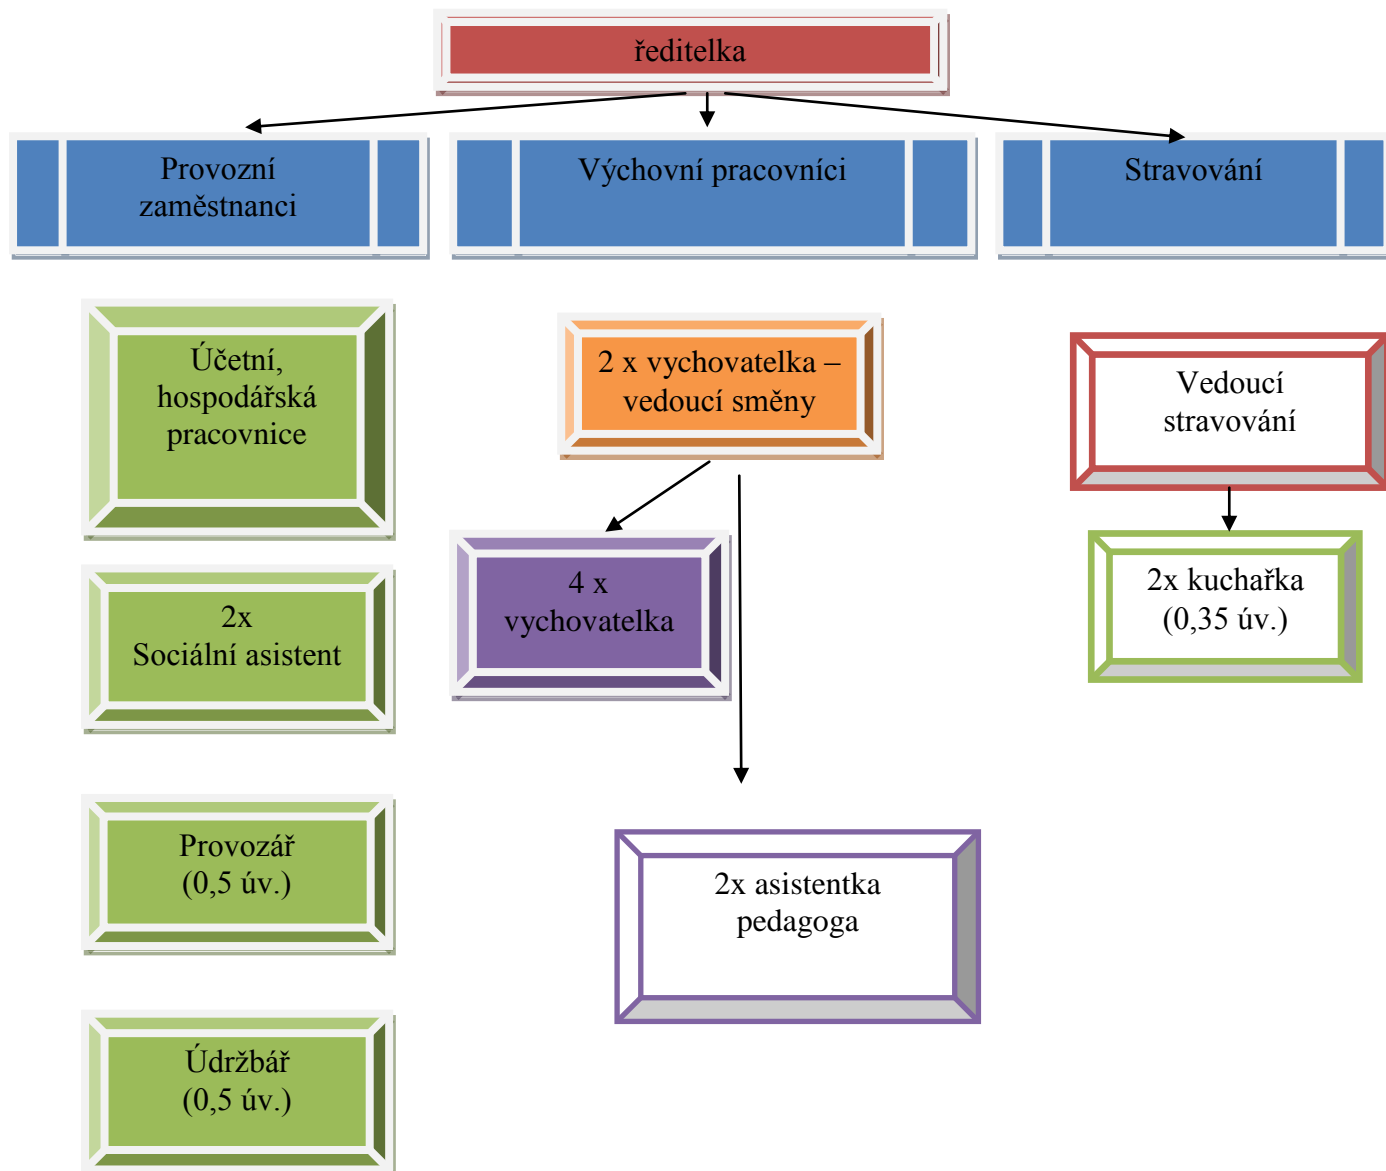 ředitelka
Provozní
zaměstnanci
Výchovní pracovníci
Stravování
Účetní,
hospodářská
pracovnice
2x
Sociální asistent
Provozář
(0,5 úv.)
Údržbář
(0,5 úv.)
2 x vychovatelka –
vedoucí směny
4 x
vychovatelka
2x asistentka
pedagoga
Vedoucí
stravování
2x kuchařka
(0,35 úv.)